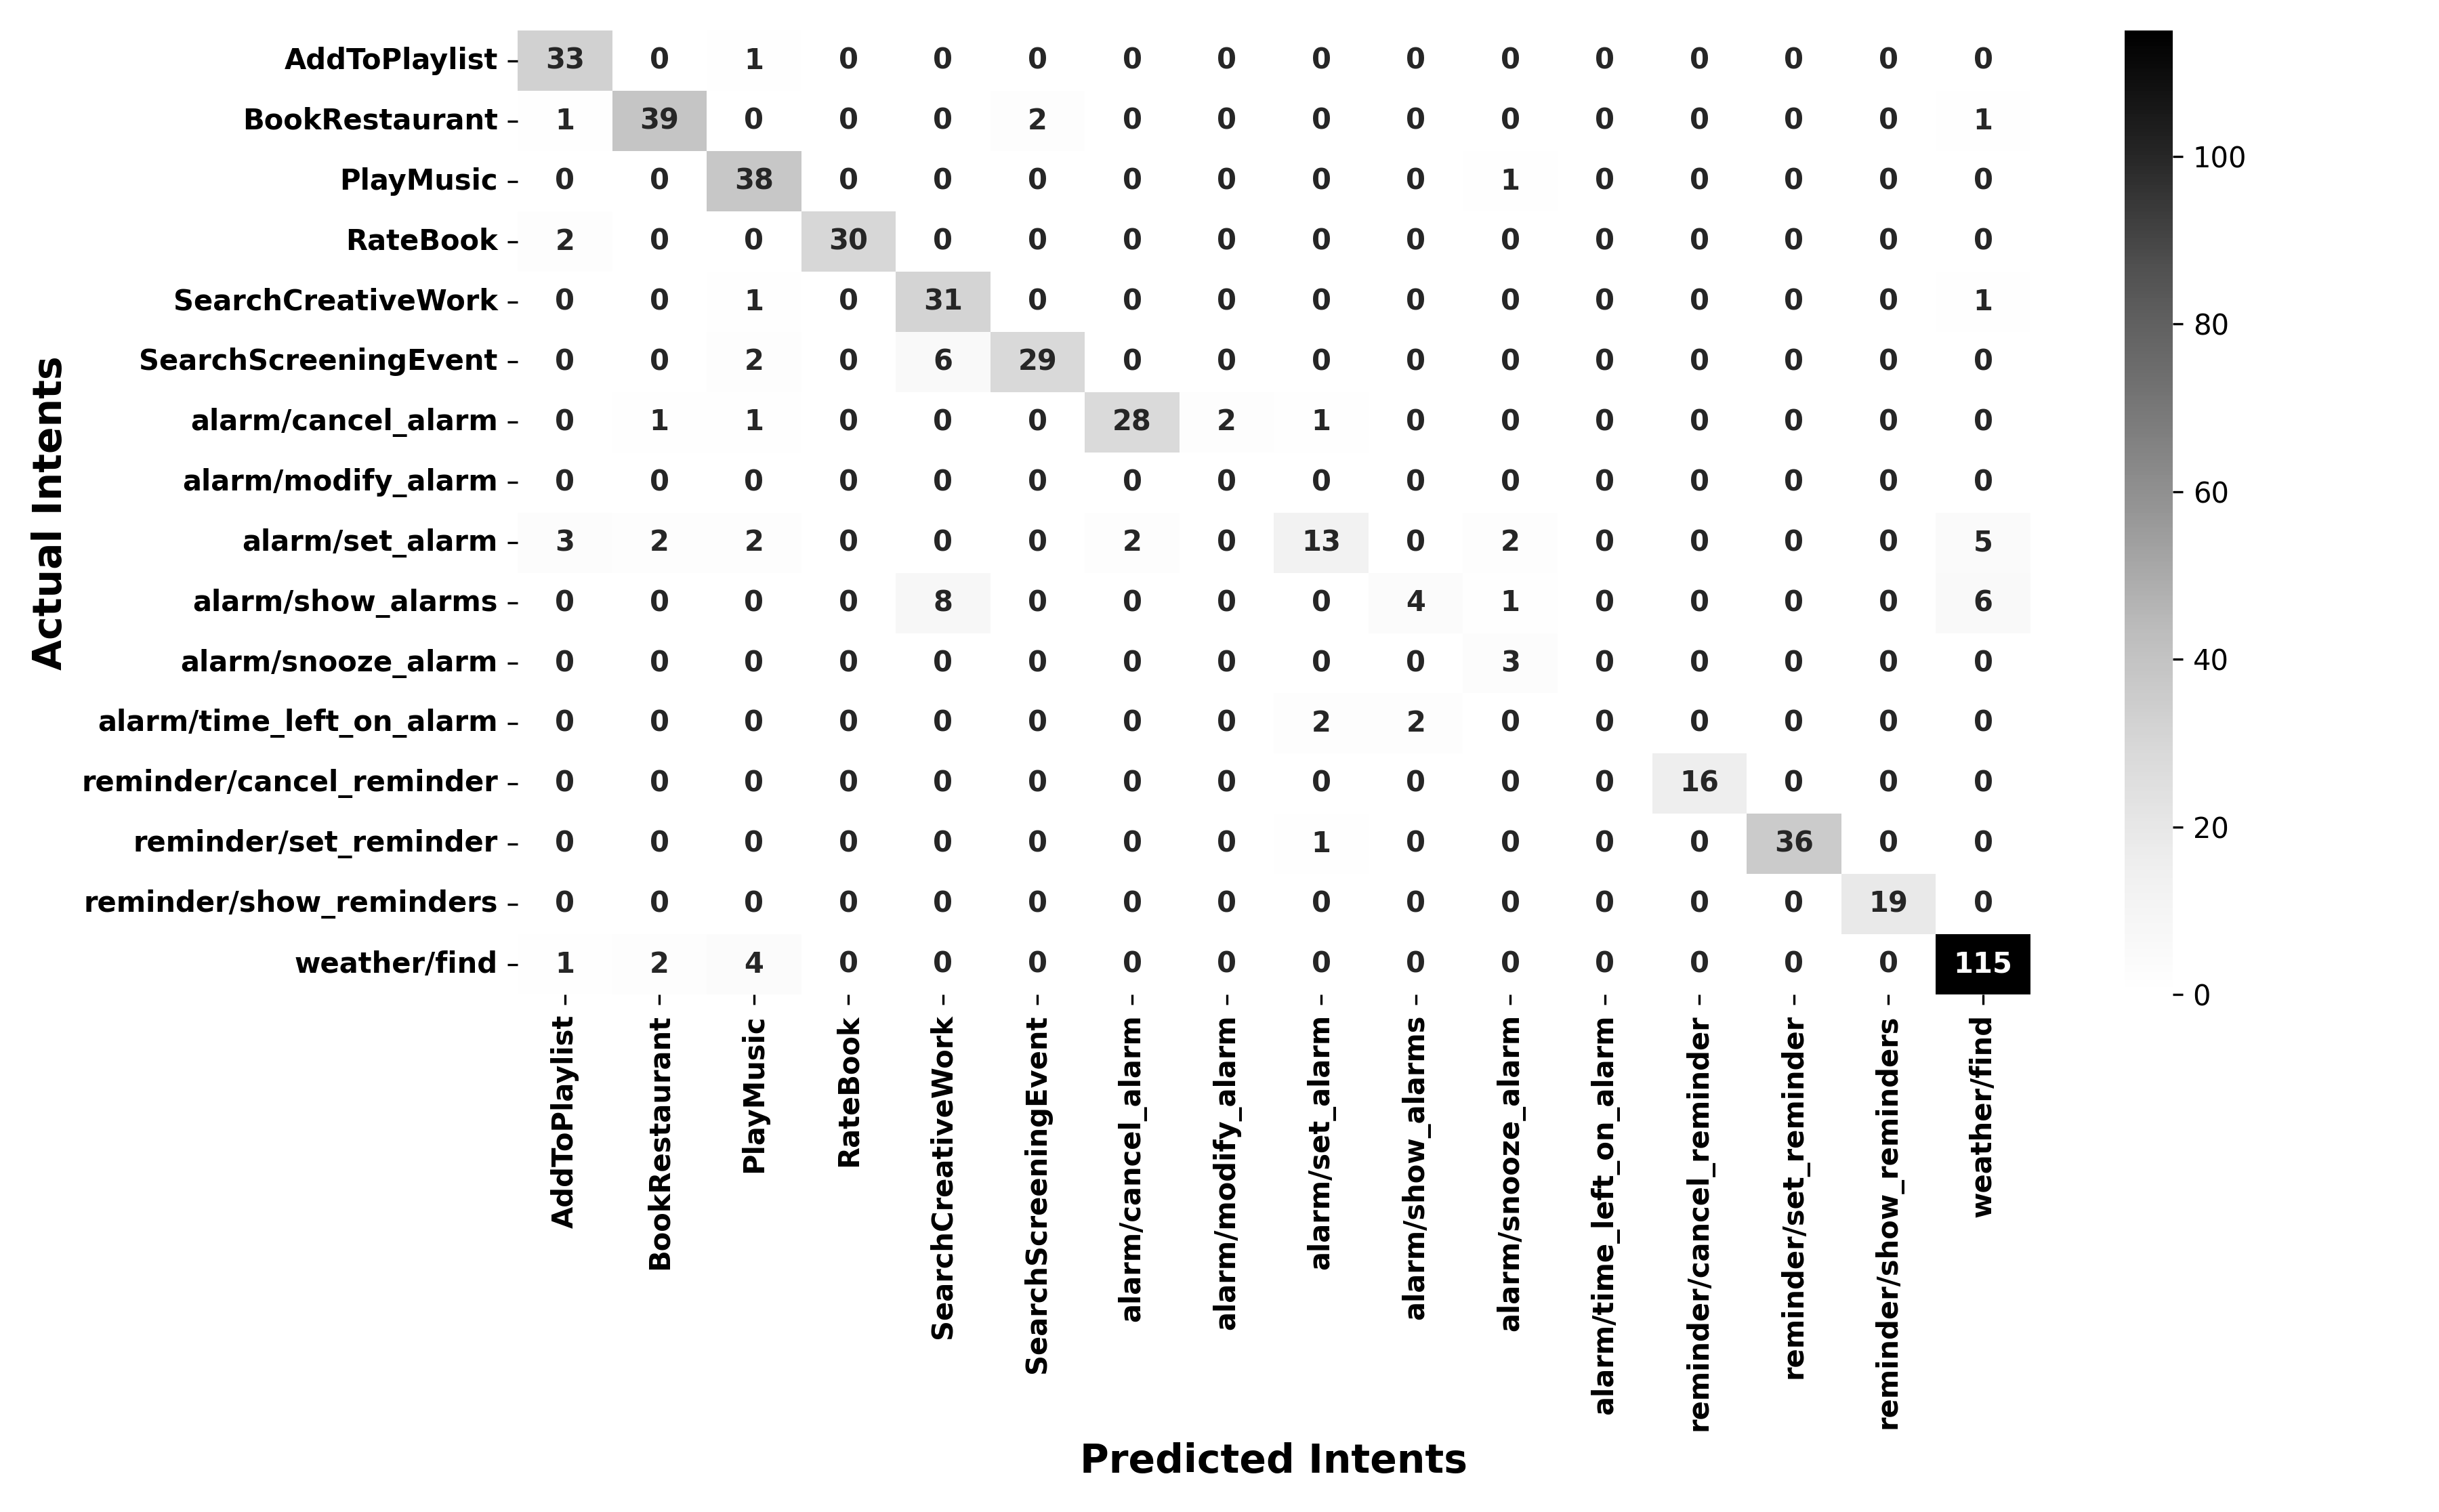 AddToPlaylist 33 0 1 0 0 0 0 0 0 0 0 0 0 0 0 0
BookRestaurant 1 39 0 0 0 2 0 0 0 0 0 0 0 0 0 1
PlayMusic 0 0 38 0 0 0 0 0 0 0 1 0 0 0 0 0
RateBook 2 0 0 30 0 0 0 0 0 0 0 0 0 0 0 0
SearchCreativeWork 0 0 1 0 31 0 0 0 0 0 0 0 0 0 0 1
SearchScreeningEvent 0 0 2 0 6 29 0 0 0 0 0 0 0 0 0 0
alarm/cancel_alarm 0 1 1 0 0 0 28 2 1 0 0 0 0 0 0 0
alarm/modify_alarm 0 0 0 0 0 0 0 0 0 0 0 0 0 0 0 0
alarm/set_alarm 3 2 2 0 0 0 2 0 13 0 2 0 0 0 0 5
alarm/show_alarms 0 0 0 0 8 0 0 0 0 4 1 0 0 0 0 6
alarm/snooze_alarm 0 0 0 0 0 0 0 0 0 0 3 0 0 0 0 0
alarm/time_left_on_alarm 0 0 0 0 0 0 0 0 2 2 0 0 0 0 0 0
reminder/cancel_reminder 0 0 0 0 0 0 0 0 0 0 0 0 16 0 0 0
reminder/set_reminder 0 0 0 0 0 0 0 0 1 0 0 0 0 36 0 0
reminder/show_reminders 0 0 0 0 0 0 0 0 0 0 0 0 0 0 19 0
weather/find 1 2 4 0 0 0 0 0 0 0 0 0 0 0 0 115
Actual Intents
AddToPlaylist
BookRestaurant
PlayMusic
RateBook
SearchCreativeWork
SearchScreeningEvent
alarm/cancel_alarm
alarm/modify_alarm
alarm/set_alarm
alarm/show_alarms
alarm/snooze_alarm
alarm/time_left_on_alarm
reminder/cancel_reminder
reminder/set_reminder
reminder/show_reminders
weather/find
Predicted Intents
100
80
60
40
20
0